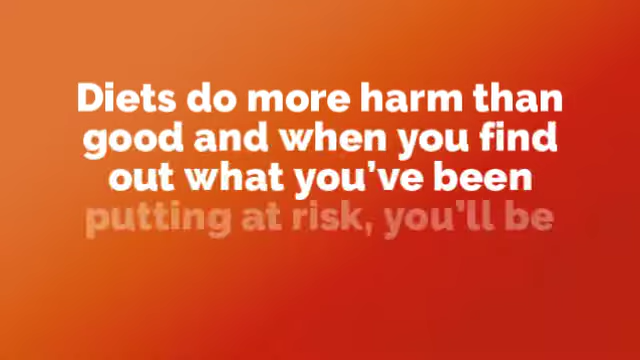 Diets do more harm than
good and when you find
out what you’ve been
putting at risk, you’ll be